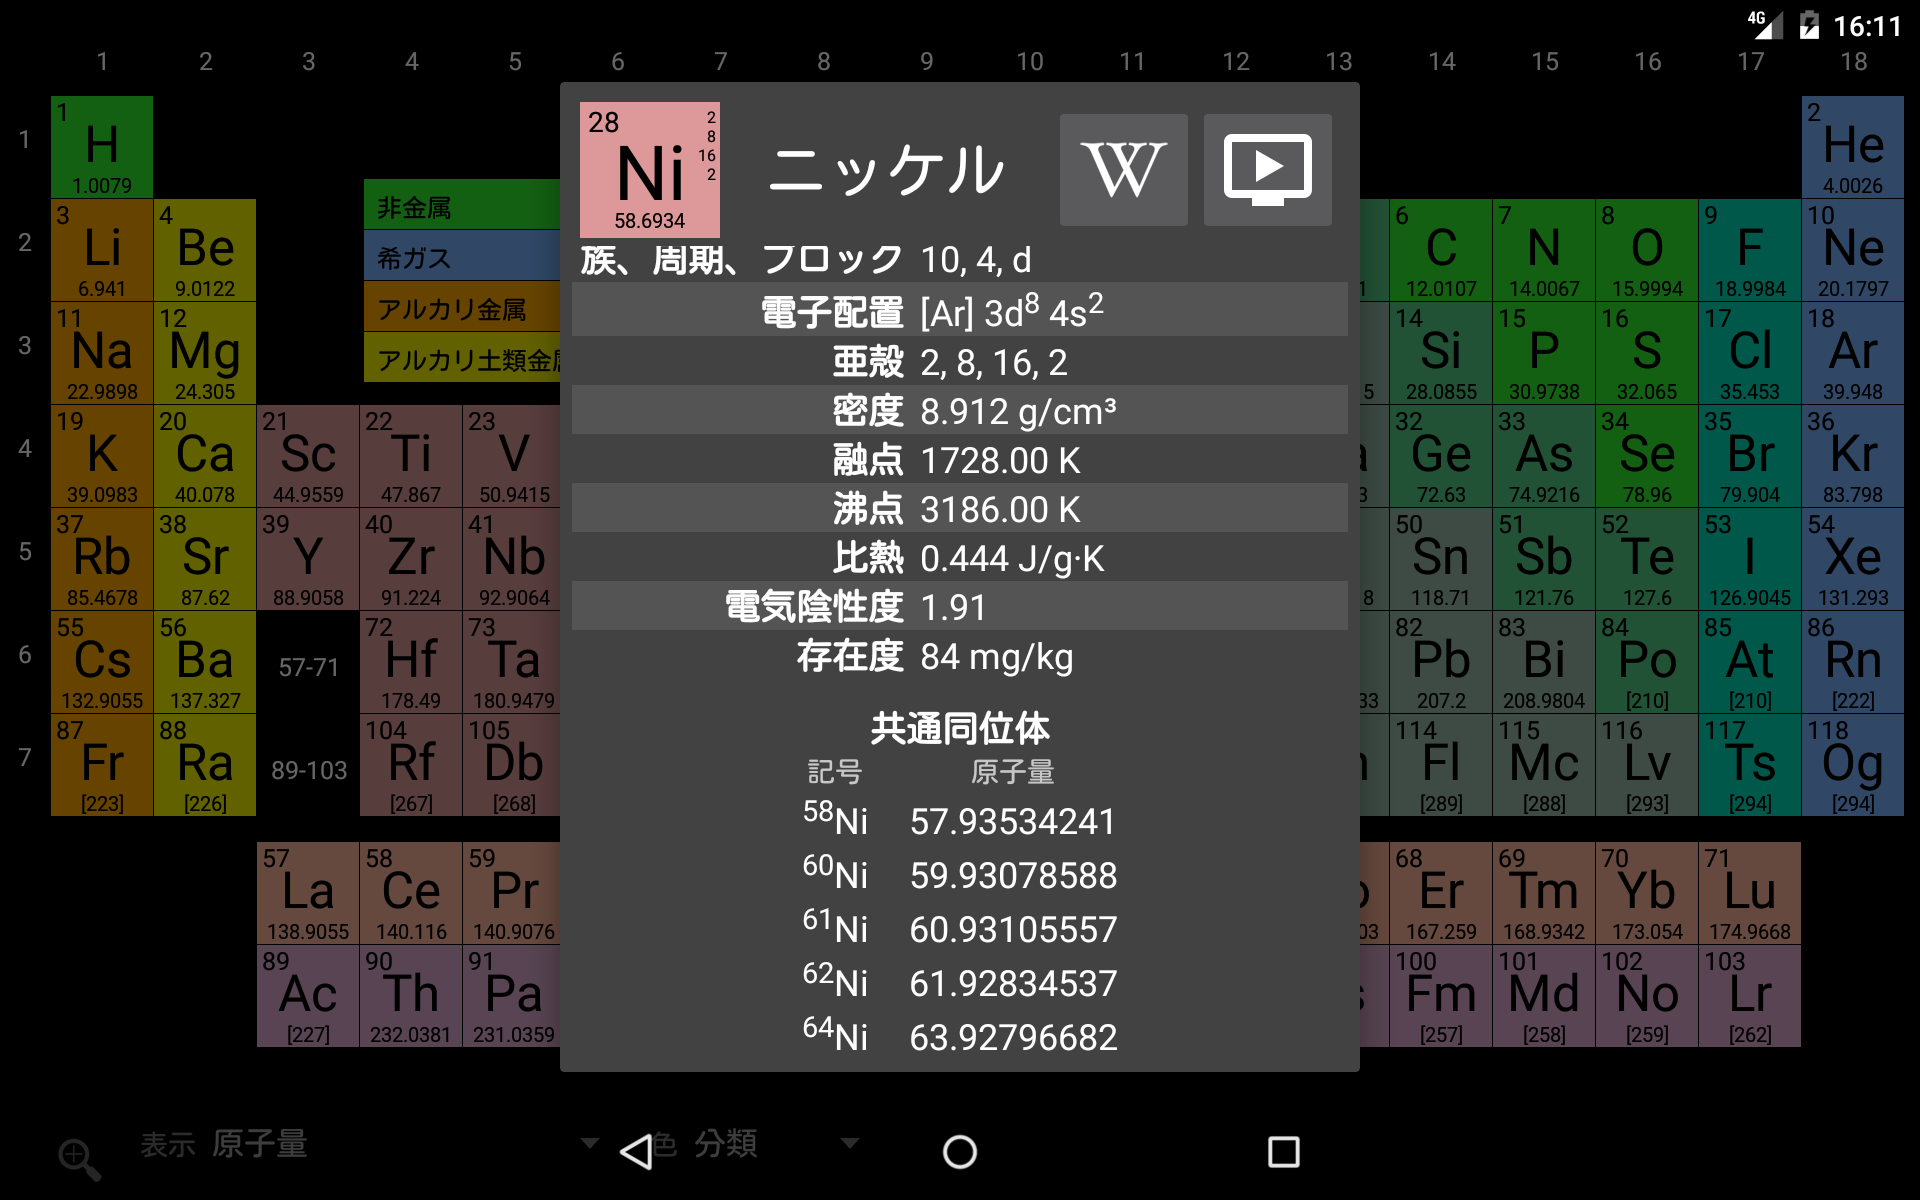 4G 16:11
1 2 3 4 5 6 7 8 9 10 11 12 13 14 15 16 17 18
1
1 H 1.0079
2 He 4.0026
非金属
希ガス
アルカリ金属
アルカリ土類金属
2
3 Li 6.941
4 Be 9.0122
6 C 12.0107
7 N 14.0067
8 O 15.9994
9 F 18.9984
10 Ne 20.1797
3
11 Na 22.9898
12 Mg 24.305
14 Si 28.0855
15 P 30.9738
16 S 32.065
17 Cl 35.453
18 Ar 39.948
4
19 K 39.0983
20 Ca 40.078
21 Sc 44.9559
22 Ti 47.867
23 V 50.9415
32 Ge 72.63
33 As 74.9216
34 Se 78.96
35 Br 79.904
36 Kr 83.798
5
37 Rb 85.4678
38 Sr 87.62
39 Y 88.9058
40 Zr 91.224
41 Nb 92.9064
50 Sn 118.71
51 Sb 121.76
52 Te 127.6
53 I 126.9045
54 Xe 131.293
6
55 Cs 132.9055
56 Ba 137.327
57-71
72 Hf 178.49
73 Ta 180.9479
82 Pb 207.2
83 Bi 208.9804
84 Po [210]
85 At [210]
86 Rn [222]
7
87 Fr [223]
88 Ra [226]
89-103
104 Rf [267]
105 Db [268]
114 Fl [289]
115 Mc [288]
116 Lv [293]
117 Ts [294]
118 Og [294]
57 La 138.9055
58 Ce 140.116
59 Pr 140.9076
68 Er 167.259
69 Tm 168.9342
70 Yb 173.054
71 Lu 174.9668
89 Ac [227]
90 Th 232.0381
91 Pa 231.0359
100 Fm [257]
101 Md [258]
102 No [259]
103 Lr [262]
28 Ni 58.6934
2
8
16
2
ニッケル
W
族、周期、ブロック 10, 4, d
電子配置 [Ar] 3d⁸ 4s²
亜殻 2, 8, 16, 2
密度 8.912 g/cm³
融点 1728.00 K
沸点 3186.00 K
比熱 0.444 J/g·K
電気陰性度 1.91
存在度 84 mg/kg
共通同位体
記号 原子量
⁵⁸Ni 57.93534241
⁶⁰Ni 59.93078588
⁶¹Ni 60.93105557
⁶²Ni 61.92834537
⁶⁴Ni 63.92796682
表示 原子量 色 分類